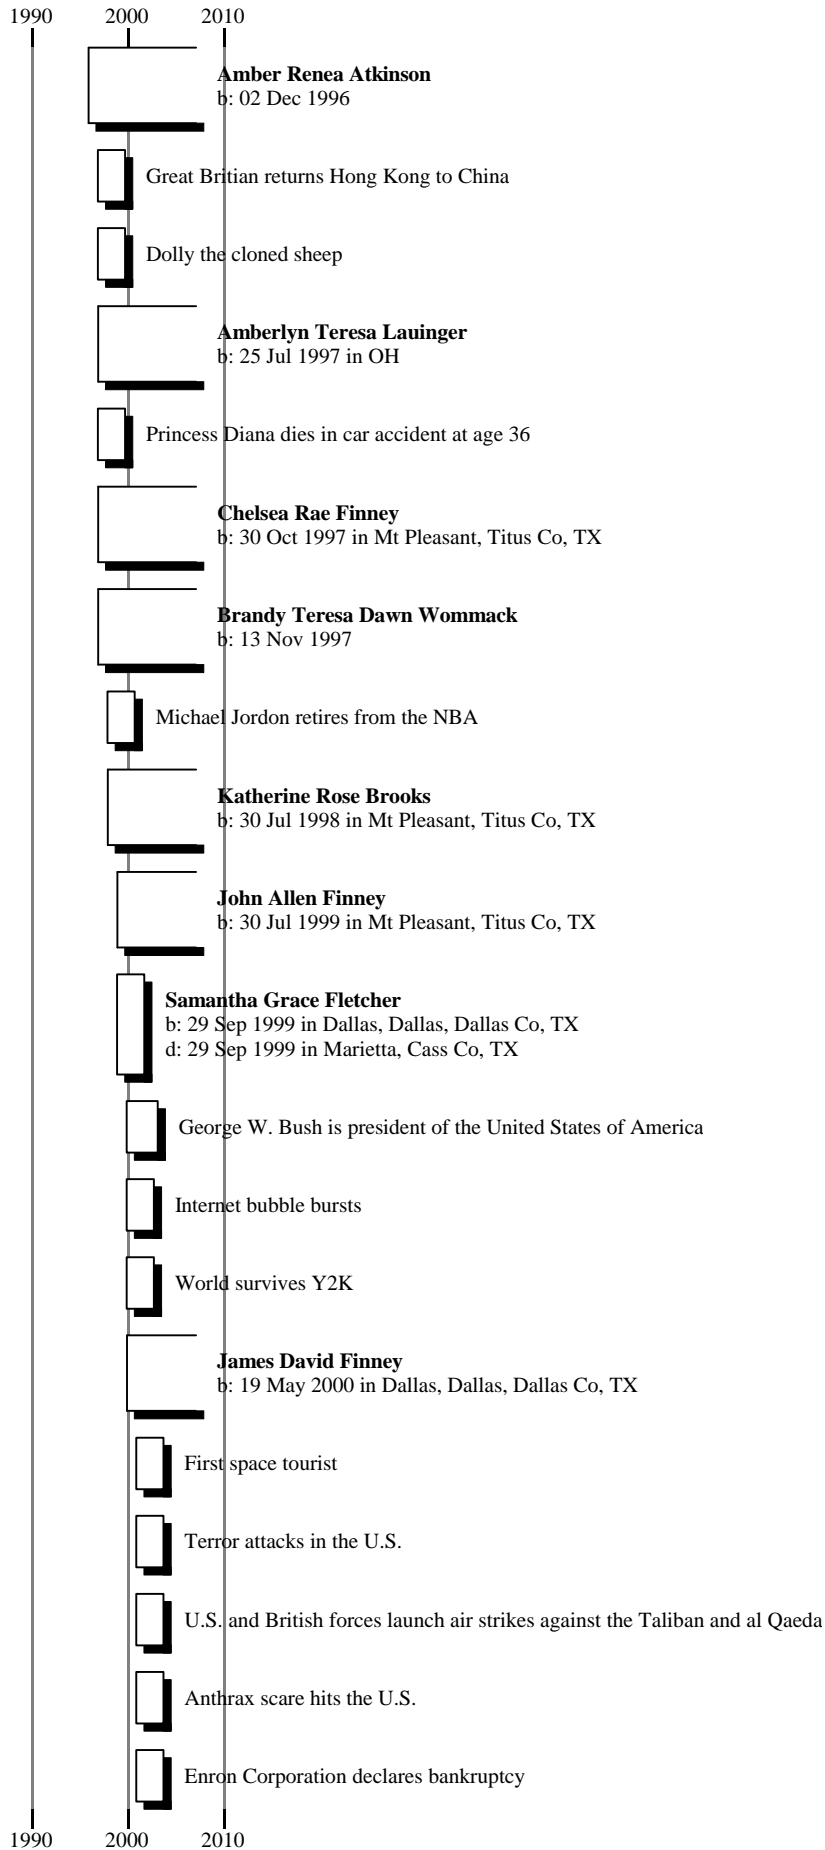 1990 2000 2010
Amber Renea Atkinson
b: 02 Dec 1996
Great Britian returns Hong Kong to China
Dolly the cloned sheep
Amberlyn Teresa Lauinger
b: 25 Jul 1997 in OH
Princess Diana dies in car accident at age 36
Chelsea Rae Finney
b: 30 Oct 1997 in Mt Pleasant, Titus Co, TX
Brandy Teresa Dawn Wommack
b: 13 Nov 1997
Michael Jordon retires from the NBA
Katherine Rose Brooks
b: 30 Jul 1998 in Mt Pleasant, Titus Co, TX
John Allen Finney
b: 30 Jul 1999 in Mt Pleasant, Titus Co, TX
Samantha Grace Fletcher
b: 29 Sep 1999 in Dallas, Dallas, Dallas Co, TX
d: 29 Sep 1999 in Marietta, Cass Co, TX
George W. Bush is president of the United States of America
Internet bubble bursts
World survives Y2K
James David Finney
b: 19 May 2000 in Dallas, Dallas, Dallas Co, TX
First space tourist
Terror attacks in the U.S.
U.S. and British forces launch air strikes against the Taliban and al Qaeda
Anthrax scare hits the U.S.
Enron Corporation declares bankruptcy
1990 2000 2010